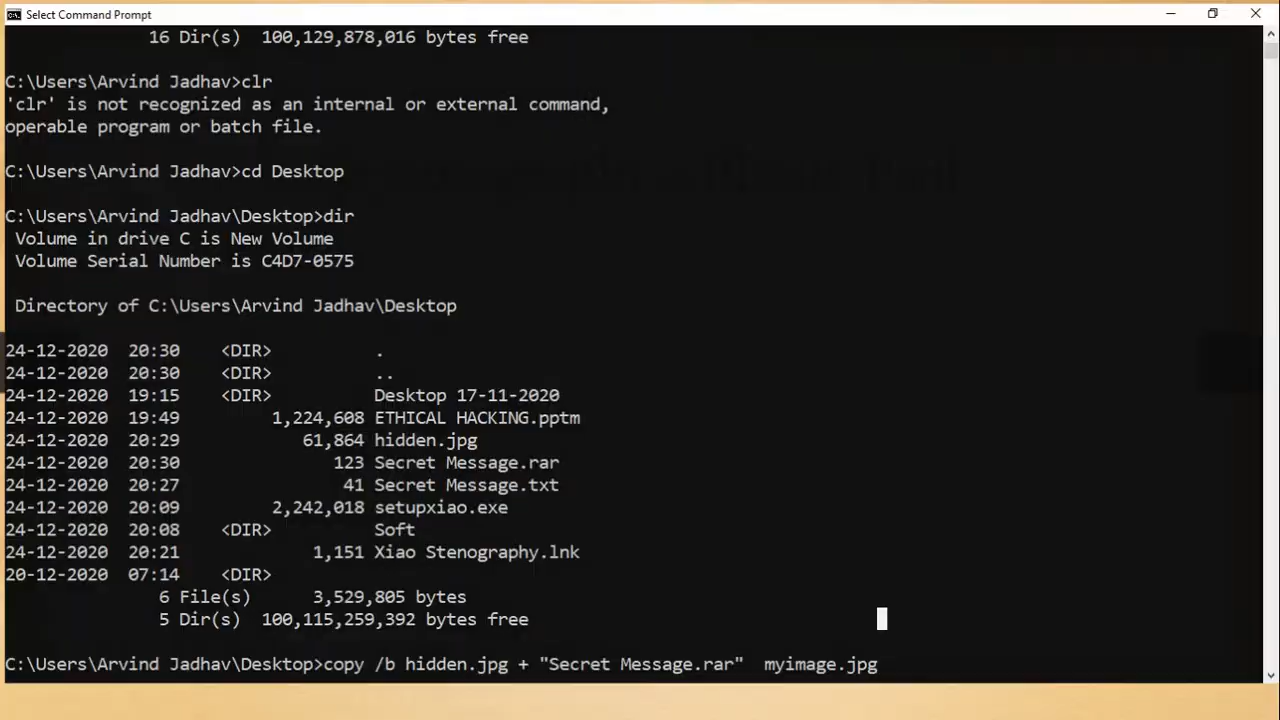 Select Command Prompt
16 Dir(s)  100,129,878,016 bytes free
C:\Users\Arvind Jadhav>clr
'clr' is not recognized as an internal or external command,
operable program or batch file.
C:\Users\Arvind Jadhav>cd Desktop
C:\Users\Arvind Jadhav\Desktop>dir
Volume in drive C is New Volume
Volume Serial Number is C4D7-0575
Directory of C:\Users\Arvind Jadhav\Desktop
24-12-2020  20:30    <DIR>          .
24-12-2020  20:30    <DIR>          ..
24-12-2020  19:15    <DIR>          Desktop 17-11-2020
24-12-2020  19:49         1,224,608 ETHICAL HACKING.pptm
24-12-2020  20:29            61,864 hidden.jpg
24-12-2020  20:30               123 Secret Message.rar
24-12-2020  20:27                41 Secret Message.txt
24-12-2020  20:09         2,242,018 setupxiao.exe
24-12-2020  20:08    <DIR>          Soft
24-12-2020  20:21             1,151 Xiao Stenography.lnk
20-12-2020  07:14    <DIR>
6 File(s)      3,529,805 bytes
5 Dir(s)  100,115,259,392 bytes free
C:\Users\Arvind Jadhav\Desktop>copy /b hidden.jpg + "Secret Message.rar"  myimage.jpg